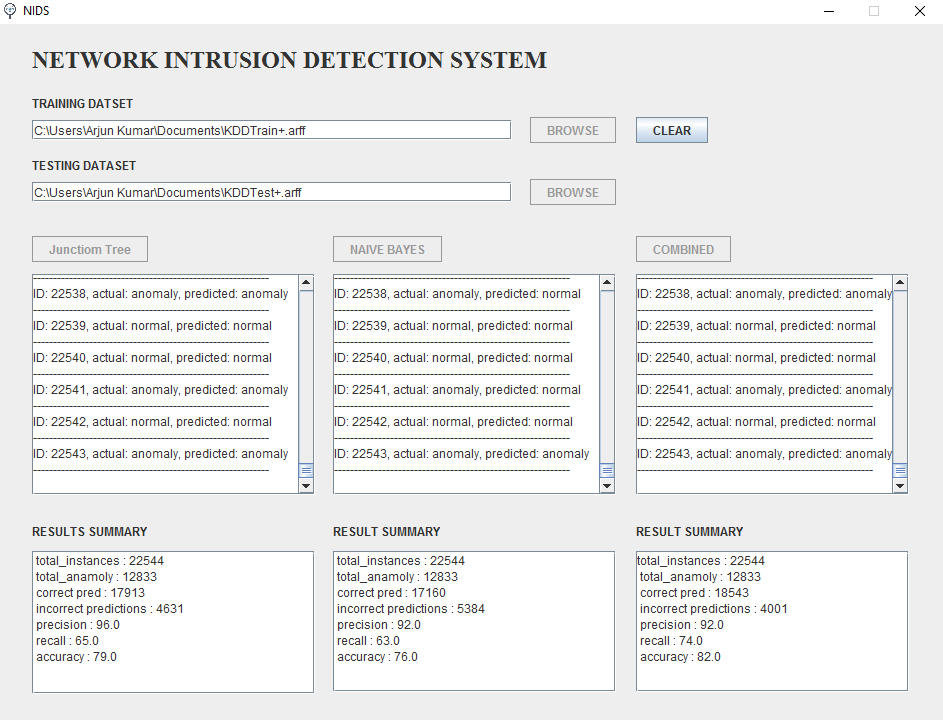 NIDS
NETWORK INTRUSION DETECTION SYSTEM
TRAINING DATSET
C:\Users\Arjun Kumar\Documents\KDDTrain+.arff
BROWSE
CLEAR
TESTING DATASET
C:\Users\Arjun Kumar\Documents\KDDTest+.arff
BROWSE
Junctiom Tree
ID: 22538, actual: anomaly, predicted: anomaly
ID: 22539, actual: normal, predicted: normal
ID: 22540, actual: normal, predicted: normal
ID: 22541, actual: anomaly, predicted: anomaly
ID: 22542, actual: normal, predicted: normal
ID: 22543, actual: anomaly, predicted: anomaly
NAIVE BAYES
ID: 22538, actual: anomaly, predicted: normal
ID: 22539, actual: normal, predicted: normal
ID: 22540, actual: normal, predicted: normal
ID: 22541, actual: anomaly, predicted: normal
ID: 22542, actual: normal, predicted: normal
ID: 22543, actual: anomaly, predicted: anomaly
COMBINED
ID: 22538, actual: anomaly, predicted: anomaly
ID: 22539, actual: normal, predicted: normal
ID: 22540, actual: normal, predicted: normal
ID: 22541, actual: anomaly, predicted: anomaly
ID: 22542, actual: normal, predicted: normal
ID: 22543, actual: anomaly, predicted: anomaly
RESULTS SUMMARY
total_instances : 22544
total_anamoly : 12833
correct pred : 17913
incorrect predictions : 4631
precision : 96.0
recall : 65.0
accuracy : 79.0
RESULT SUMMARY
total_instances : 22544
total_anamoly : 12833
correct pred : 17160
incorrect predictions : 5384
precision : 92.0
recall : 63.0
accuracy : 76.0
RESULT SUMMARY
total_instances : 22544
total_anamoly : 12833
correct pred : 18543
incorrect predictions : 4001
precision : 92.0
recall : 74.0
accuracy : 82.0